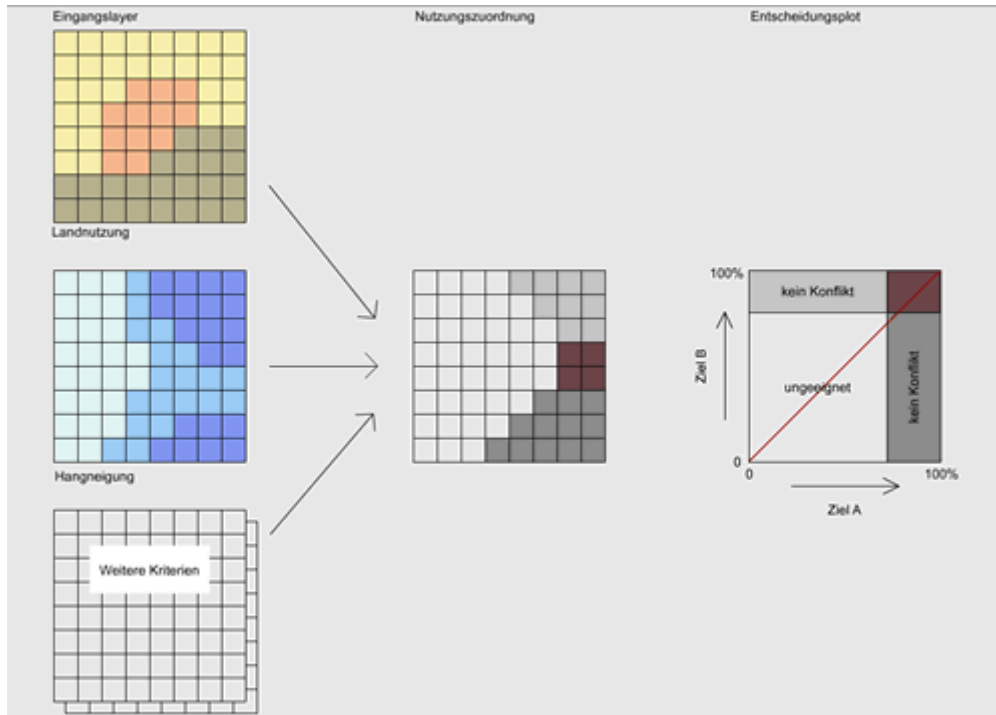 Eingangslayer
Nutzungszuordnung
Entscheidungsplot
Landnutzung
Hangneigung
Weitere Kriterien
100%
kein Konflikt
Ziel B
ungeeignet
kein Konflikt
0
0
100%
Ziel A